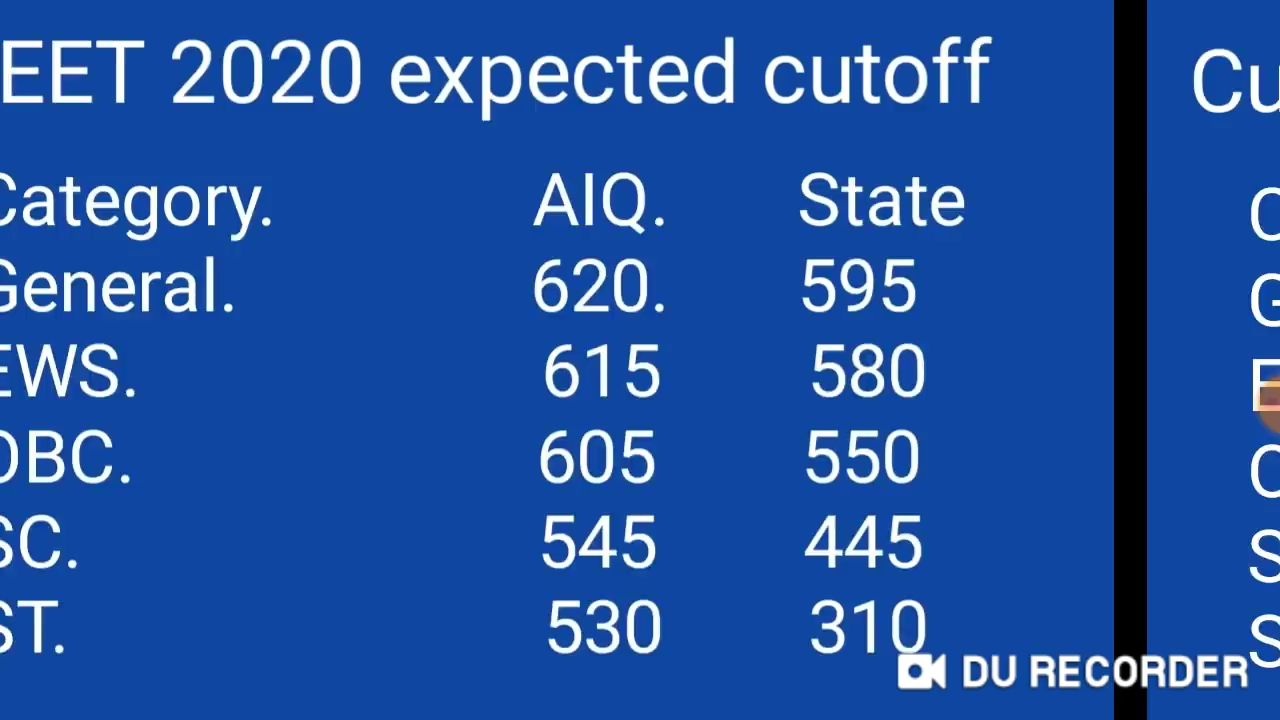 EET 2020 expected cutoff
Category. AIQ. State
General. 620. 595
EWS. 615 580
OBC. 605 550
SC. 545 445
ST. 530 310
Cu
DU RECORDER